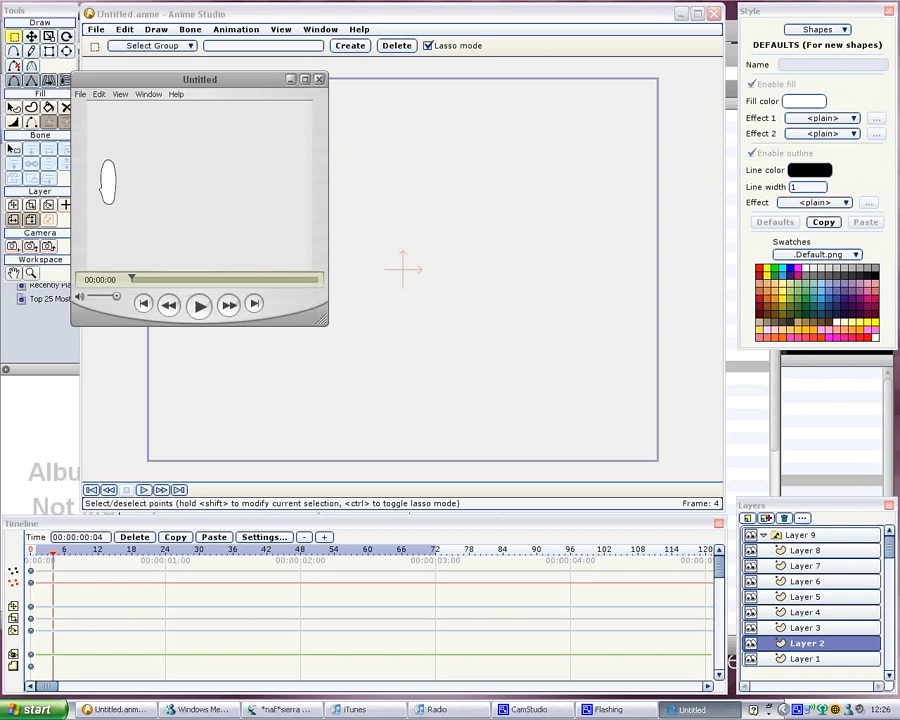 Tools
Draw
Fill
Bone
Layer
Camera
Workspace
Untitled.anme - Anime Studio
File Edit Draw Bone Animation View Window Help
Select Group Create Delete Lasso mode
Untitled
File Edit View Window Help
00:00:00
Recently Pl
Top 25 Most
Albu
Not
Select/deselect points (hold <shift> to modify current selection, <ctrl> to toggle lasso mode)
Frame: 4
Style
Shapes
DEFAULTS (For new shapes)
Name
Enable fill
Fill color
Effect 1 <plain> ...
Effect 2 <plain> ...
Enable outline
Line color
Line width 1
Effect <plain> ...
Defaults Copy Paste
Swatches
.Default.png
Timeline
Time 00:00:00:04 Delete Copy Paste Settings... - +
0 6 12 18 24 30 36 42 48 54 60 66 72 78 84 90 96 102 108 114 120
00:00:01 00:00:02 00:00:03 00:00:04
Layers
Layer 9
Layer 8
Layer 7
Layer 6
Layer 5
Layer 4
Layer 3
Layer 2
Layer 1
start Untitled.anm... Windows Me... *naf*sierra iTunes Radio CamStudio Flashing Untitled 12:26